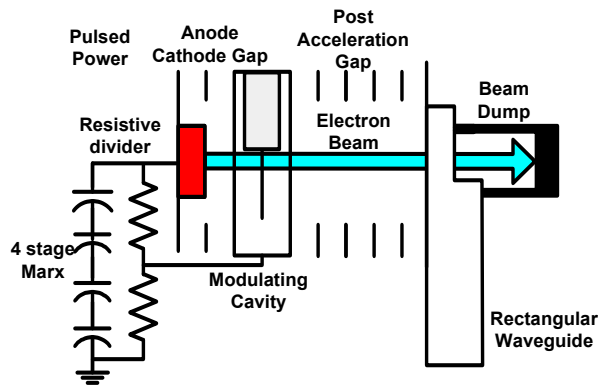 Pulsed
Power
Anode
Cathode Gap
Post
Acceleration
Gap
Beam
Dump
Resistive
divider
Electron
Beam
4 stage
Marx
Modulating
Cavity
Rectangular
Waveguide